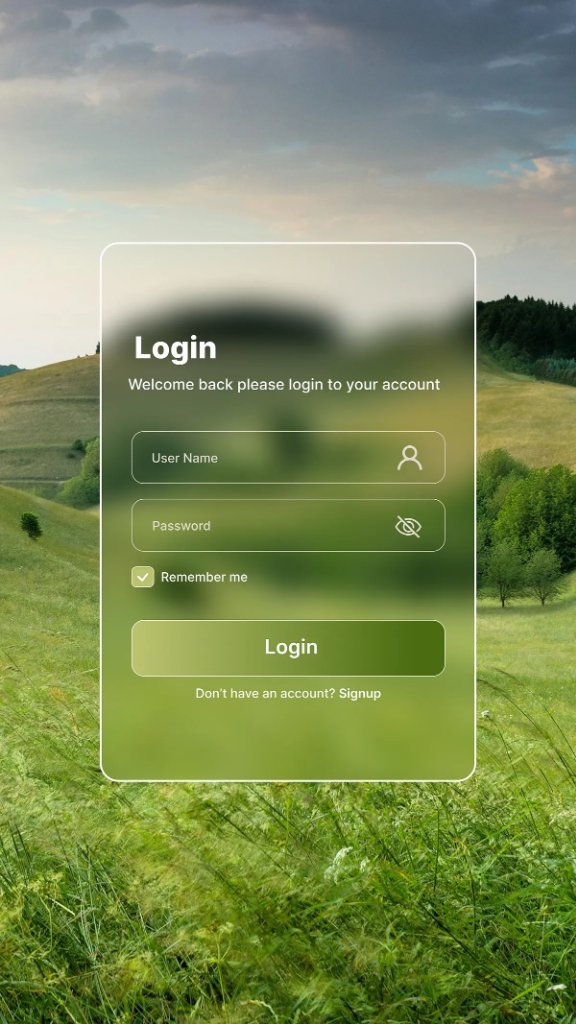 Login
Welcome back please login to your account
User Name
Password
Remember me
Login
Don't have an account? Signup